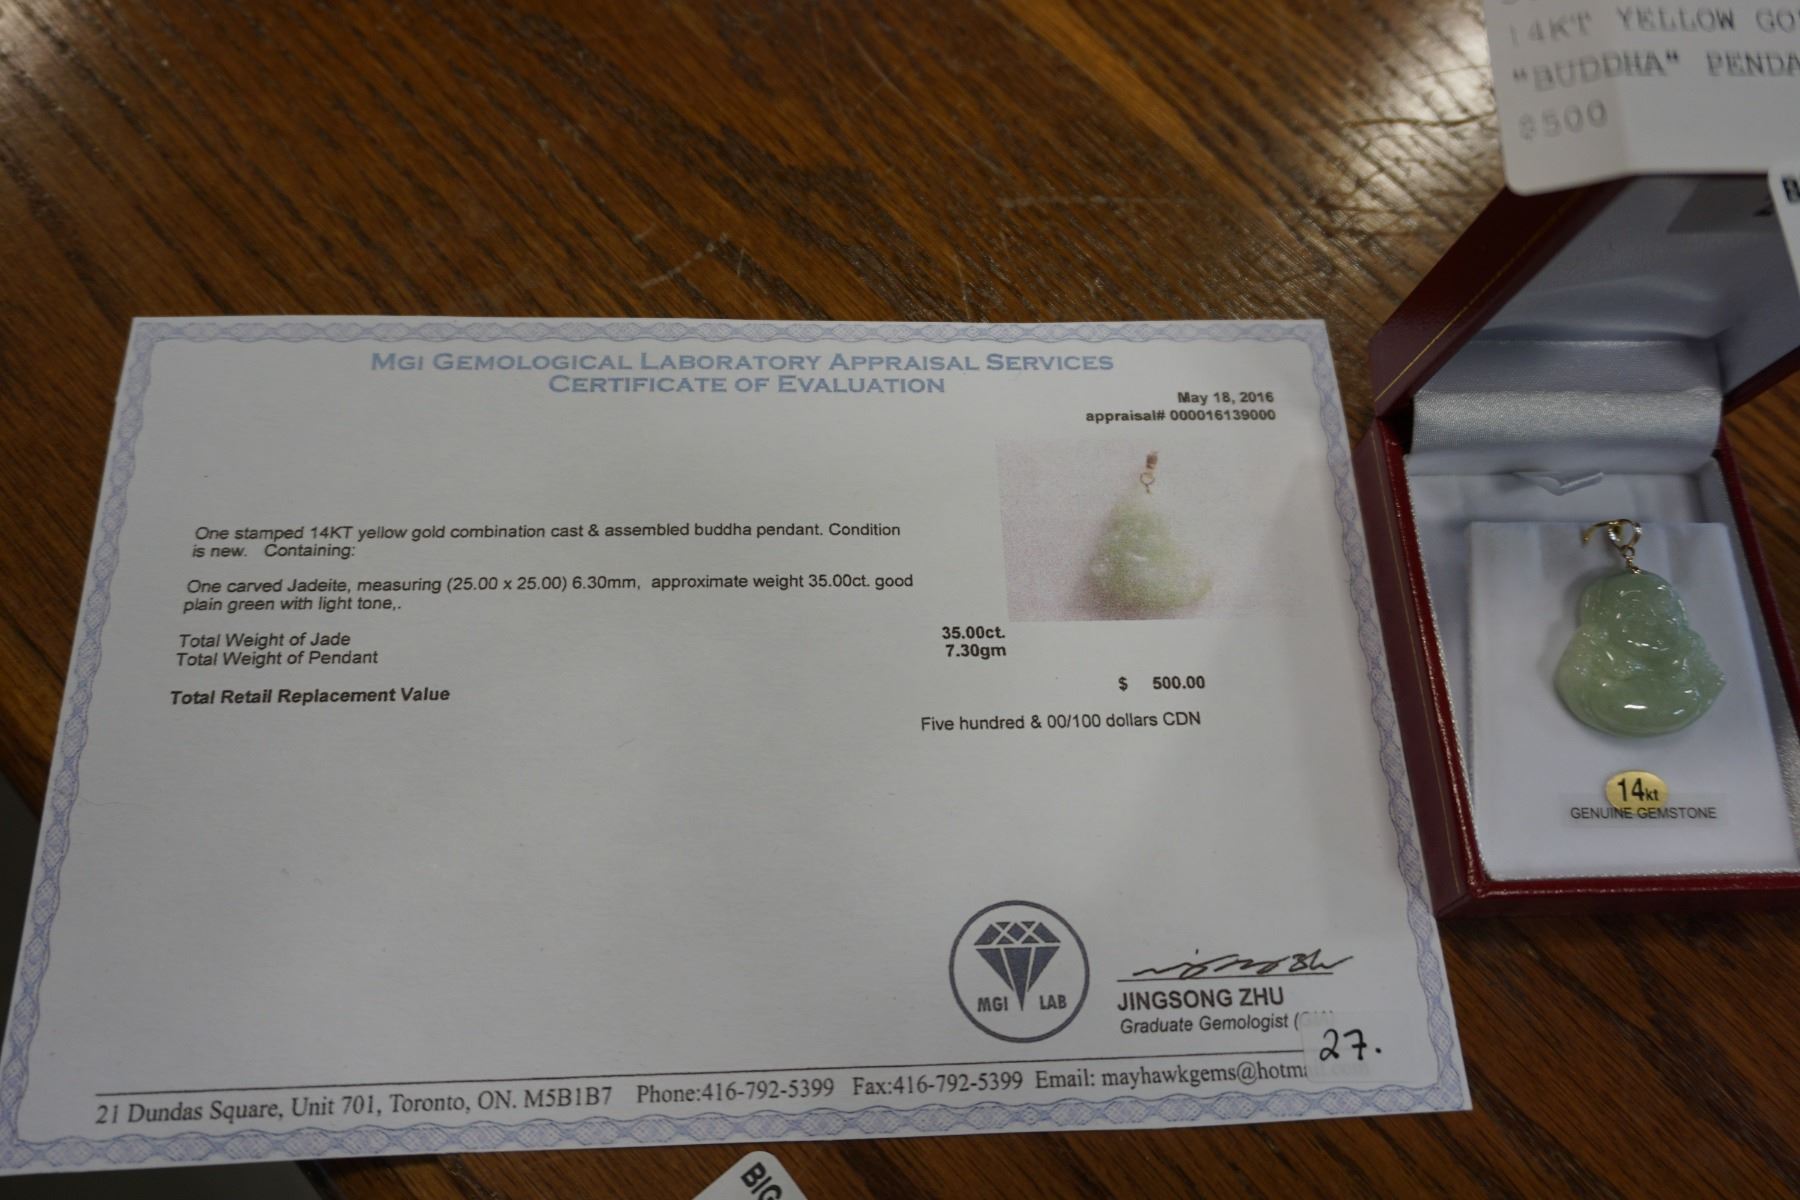 14KT YELLOW
"BUDDHA"
$500
MGI GEMOLOGICAL LABORATORY APPRAISAL SERVICES
CERTIFICATE OF EVALUATION
May 18, 2016
appraisal# 000016139000
One stamped 14KT yellow gold combination cast & assembled buddha pendant. Condition
is new. Containing:
One carved Jadeite, measuring (25.00 x 25.00) 6.30mm, approximate weight 35.00ct. good
plain green with light tone,.
Total Weight of Jade 35.00ct.
Total Weight of Pendant 7.30gm
Total Retail Replacement Value $ 500.00
Five hundred & 00/100 dollars CDN
MGI LAB
JINGSONG ZHU
Graduate Gemologist
27.
21 Dundas Square, Unit 701, Toronto, ON. M5B1B7 Phone:416-792-5399 Fax:416-792-5399 Email: mayhawkgems@hotm
14kt
GENUINE GEMSTONE
BIG